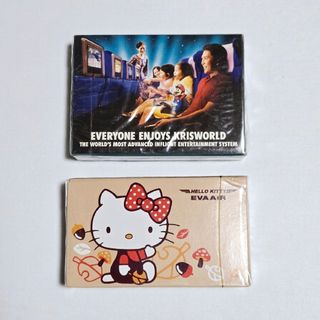 EVERYONE ENJOYS KRISWORLD
THE WORLD'S MOST ADVANCED INFLIGHT ENTERTAINMENT SYSTEM
HELLO KITTY
EVA AIR